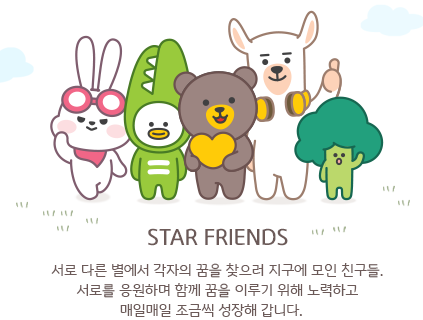 STAR FRIENDS
서로 다른 별에서 각자의 꿈을 찾으러 지구에 모인 친구들.
서로를 응원하며 함께 꿈을 이루기 위해 노력하고
매일매일 조금씩 성장해 갑니다.